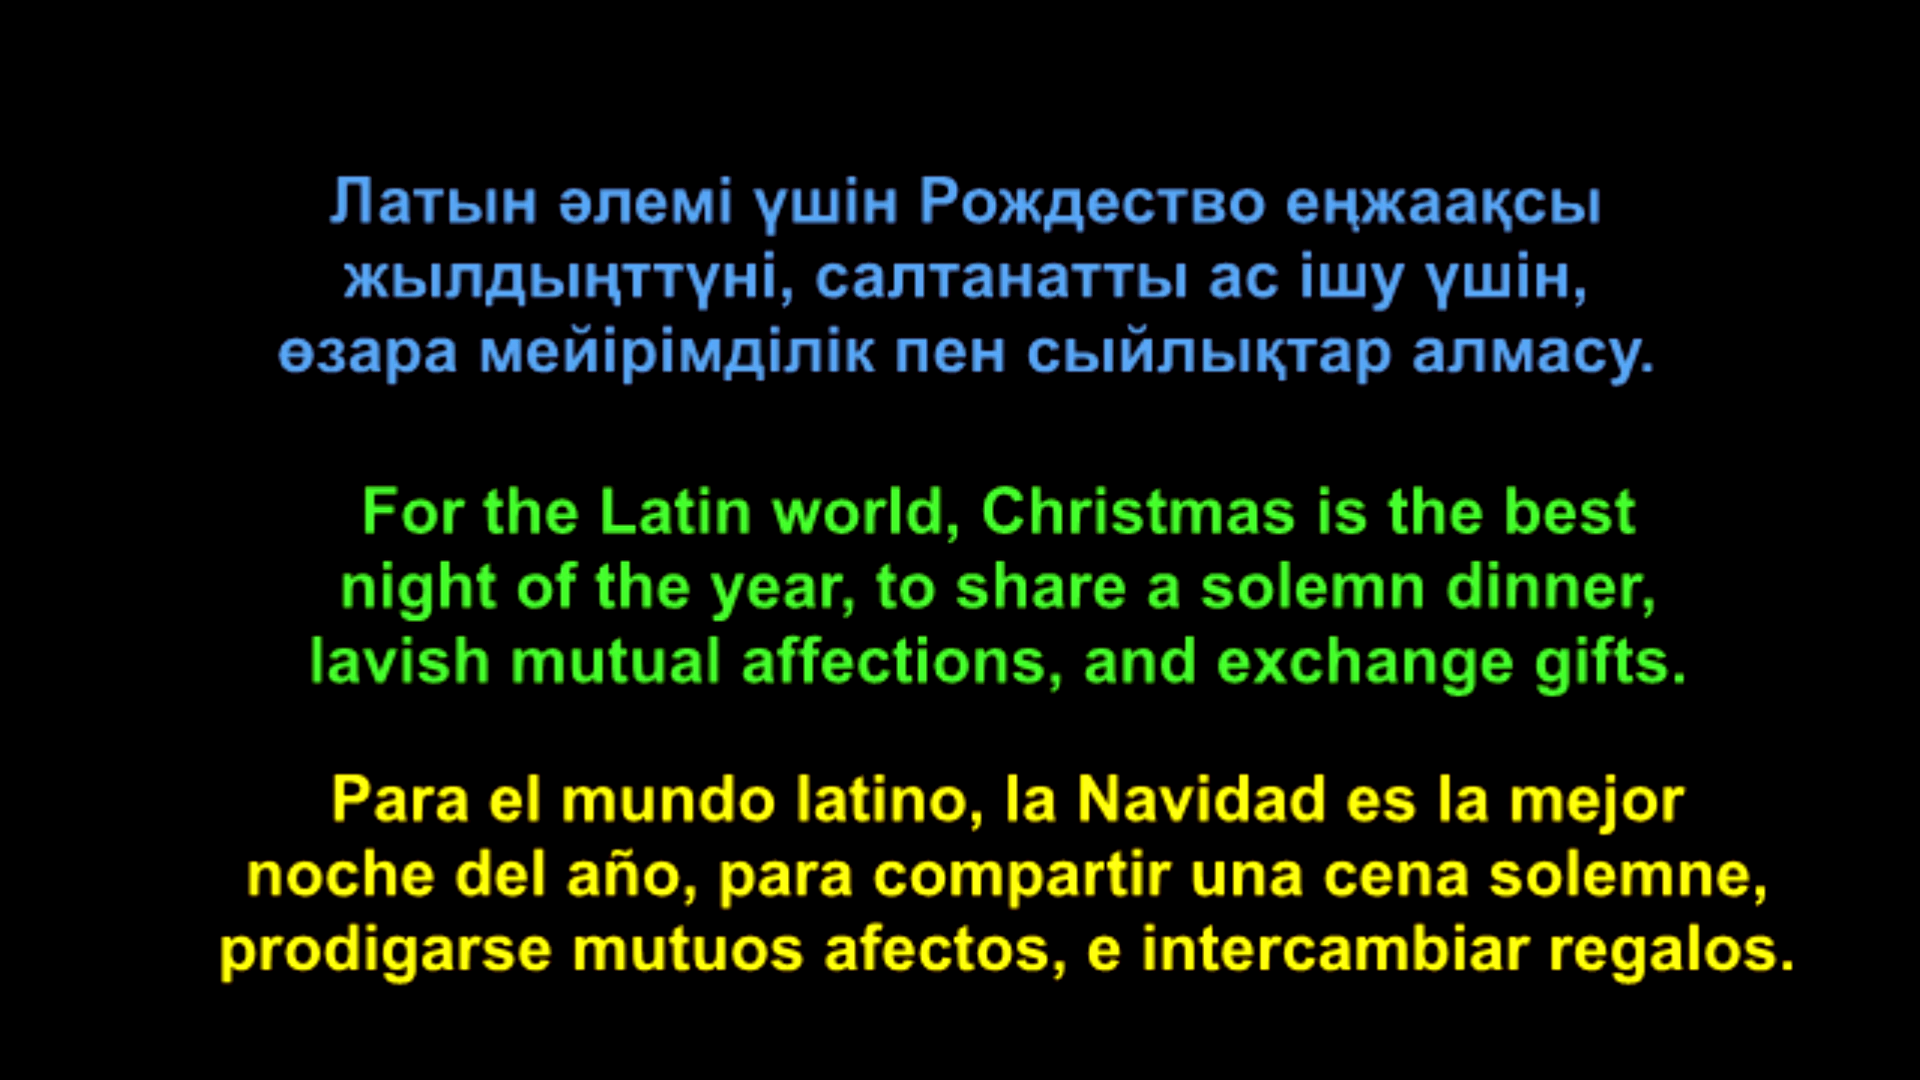 Латын әлемі үшін Рождество еңжаақсы
жылдыңттүні, салтанатты ас ішу үшін,
өзара мейірімділік пен сыйлықтар алмасу.
For the Latin world, Christmas is the best
night of the year, to share a solemn dinner,
lavish mutual affections, and exchange gifts.
Para el mundo latino, la Navidad es la mejor
noche del año, para compartir una cena solemne,
prodigarse mutuos afectos, e intercambiar regalos.